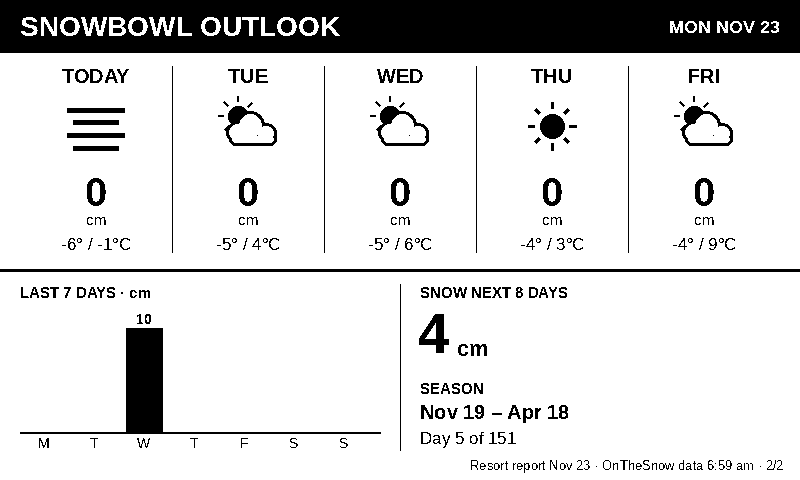 SNOWBOWL OUTLOOK MON NOV 23
TODAY TUE WED THU FRI
0 0 0 0 0
cm cm cm cm cm
-6° / -1°C -5° / 4°C -5° / 6°C -4° / 3°C -4° / 9°C
LAST 7 DAYS · cm
10
M T W T F S S
SNOW NEXT 8 DAYS
4 cm
SEASON
Nov 19 – Apr 18
Day 5 of 151
Resort report Nov 23 · OnTheSnow data 6:59 am · 2/2